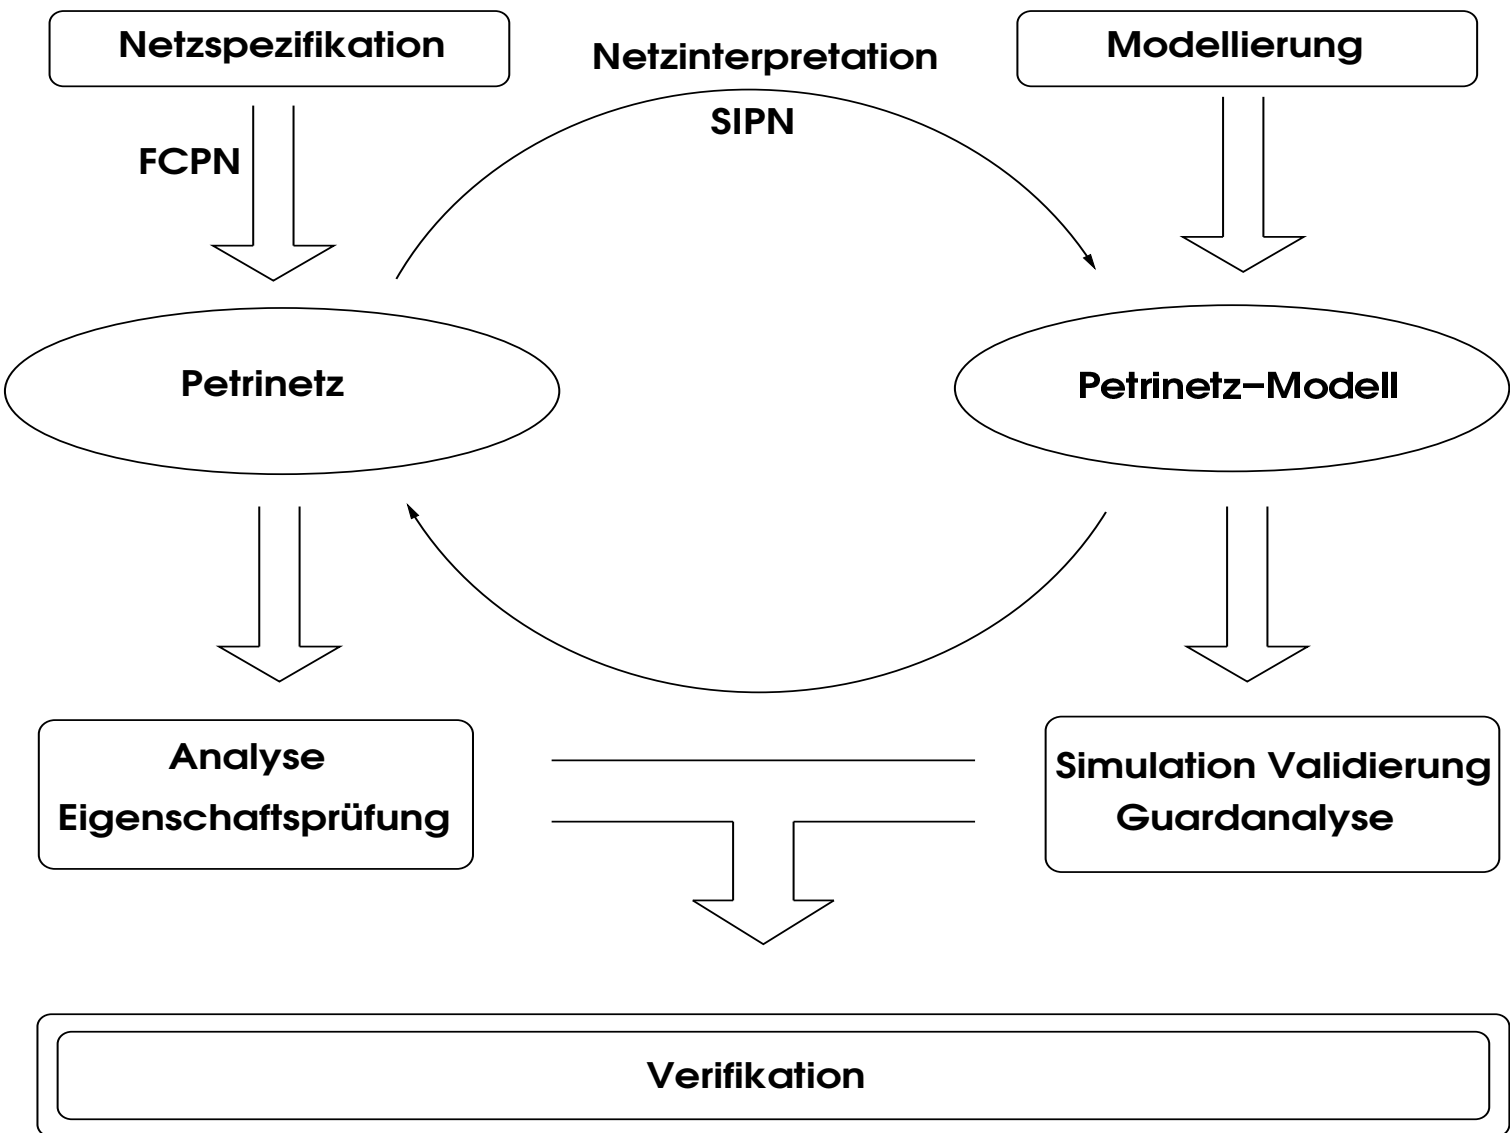 Netzspezifikation
Netzinterpretation
Modellierung
SIPN
FCPN
Petrinetz
Petrinetz–Modell
Analyse
Eigenschaftsprüfung
Simulation Validierung
Guardanalyse
Verifikation